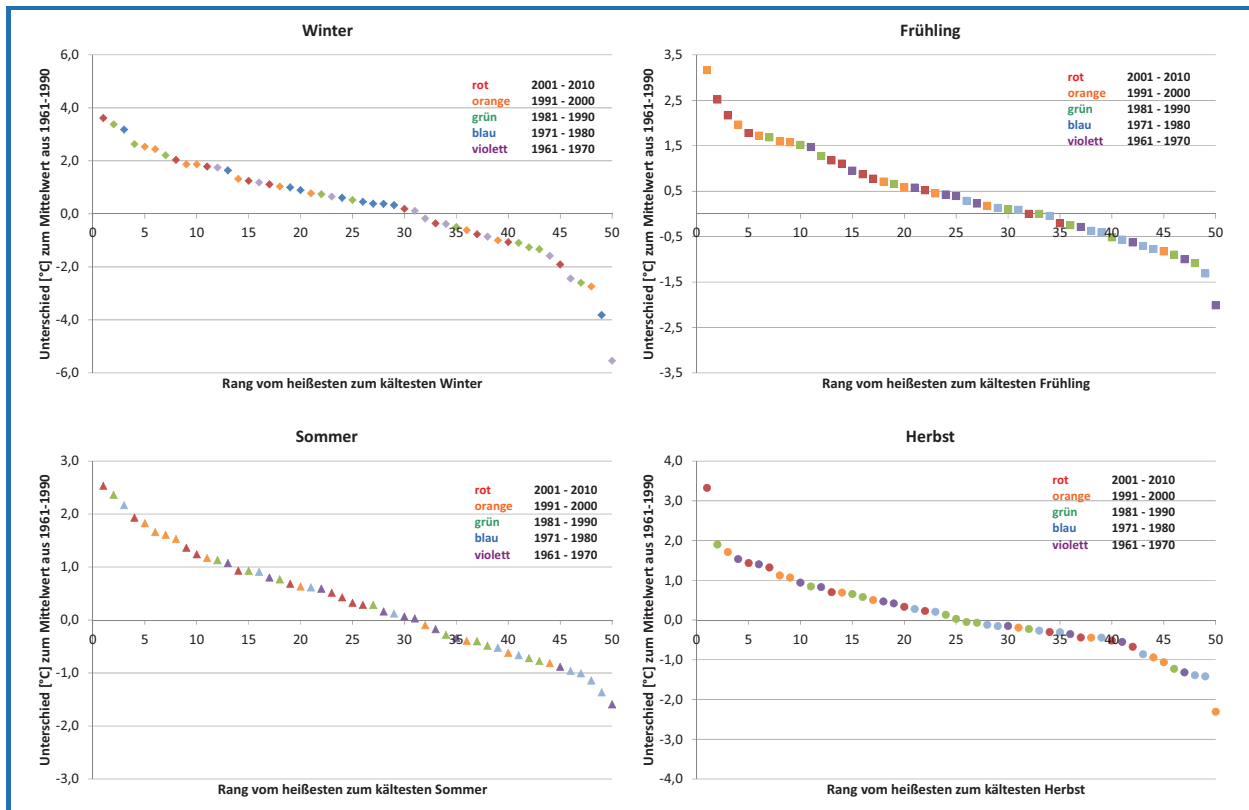 Winter
Unterschied [°C] zum Mittelwert aus 1961-1990
6,0
4,0
2,0
0,0
-2,0
-4,0
-6,0
0 5 10 15 20 25 30 35 40 45 50
rot 2001 - 2010
orange 1991 - 2000
grün 1981 - 1990
blau 1971 - 1980
violett 1961 - 1970
Rang vom heißesten zum kältesten Winter
Frühling
Unterschied [°C] zum Mittelwert aus 1961-1990
3,5
2,5
1,5
0,5
-0,5
-1,5
-2,5
-3,5
0 5 10 15 20 25 30 35 40 45 50
rot 2001 - 2010
orange 1991 - 2000
grün 1981 - 1990
blau 1971 - 1980
violett 1961 - 1970
Rang vom heißesten zum kältesten Frühling
Sommer
Unterschied [°C] zum Mittelwert aus 1961-1990
3,0
2,0
1,0
0,0
-1,0
-2,0
-3,0
0 5 10 15 20 25 30 35 40 45 50
rot 2001 - 2010
orange 1991 - 2000
grün 1981 - 1990
blau 1971 - 1980
violett 1961 - 1970
Rang vom heißesten zum kältesten Sommer
Herbst
Unterschied [°C] zum Mittelwert aus 1961-1990
4,0
3,0
2,0
1,0
0,0
-1,0
-2,0
-3,0
-4,0
0 5 10 15 20 25 30 35 40 45 50
rot 2001 - 2010
orange 1991 - 2000
grün 1981 - 1990
blau 1971 - 1980
violett 1961 - 1970
Rang vom heißesten zum kältesten Herbst